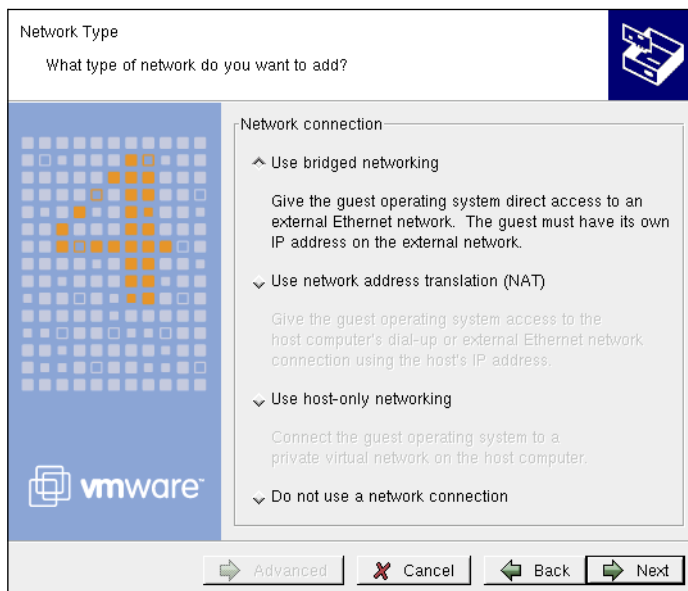 Network Type
What type of network do you want to add?
Network connection
Use bridged networking
Give the guest operating system direct access to an
external Ethernet network. The guest must have its own
IP address on the external network.
Use network address translation (NAT)
Give the guest operating system access to the
host computer's dial-up or external Ethernet network
connection using the host's IP address.
Use host-only networking
Connect the guest operating system to a
private virtual network on the host computer.
Do not use a network connection
vmware™
Advanced
Cancel
Back
Next